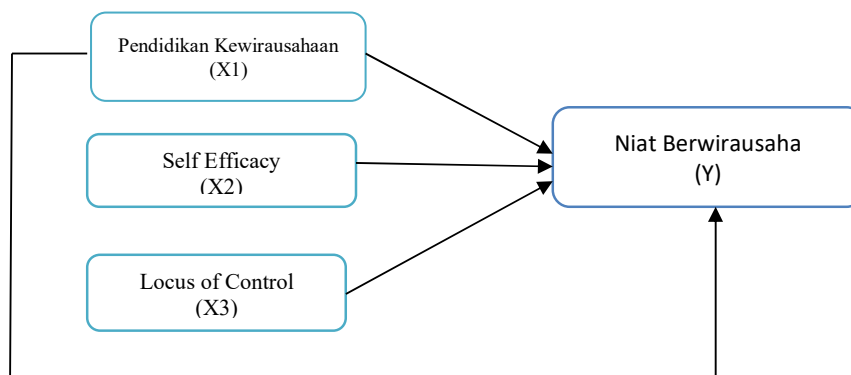 Pendidikan Kewirausahaan
(X1)
Self Efficacy
(X2)
Locus of Control
(X3)
Niat Berwirausaha
(Y)